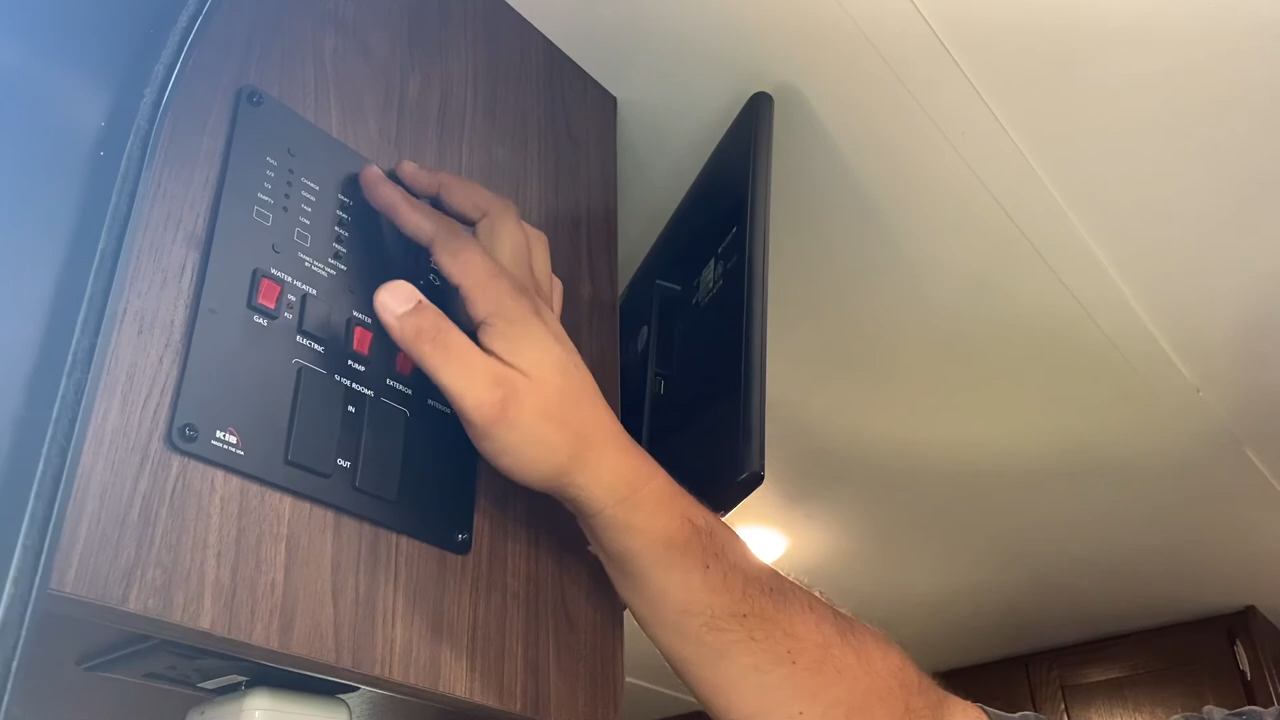 FULL
2/3
1/3
EMPTY
CHARGE
GOOD
FAIR
LOW
GRAY 2
GRAY 1
BLACK
FRESH
BATTERY
TANKS MAY VARY
BY MODEL
WATER HEATER
DSI
FLT
GAS
ELECTRIC
WATER
PUMP
EXTERIOR
INTERIOR
SLIDE ROOMS
IN
OUT
KIB
MADE IN THE USA